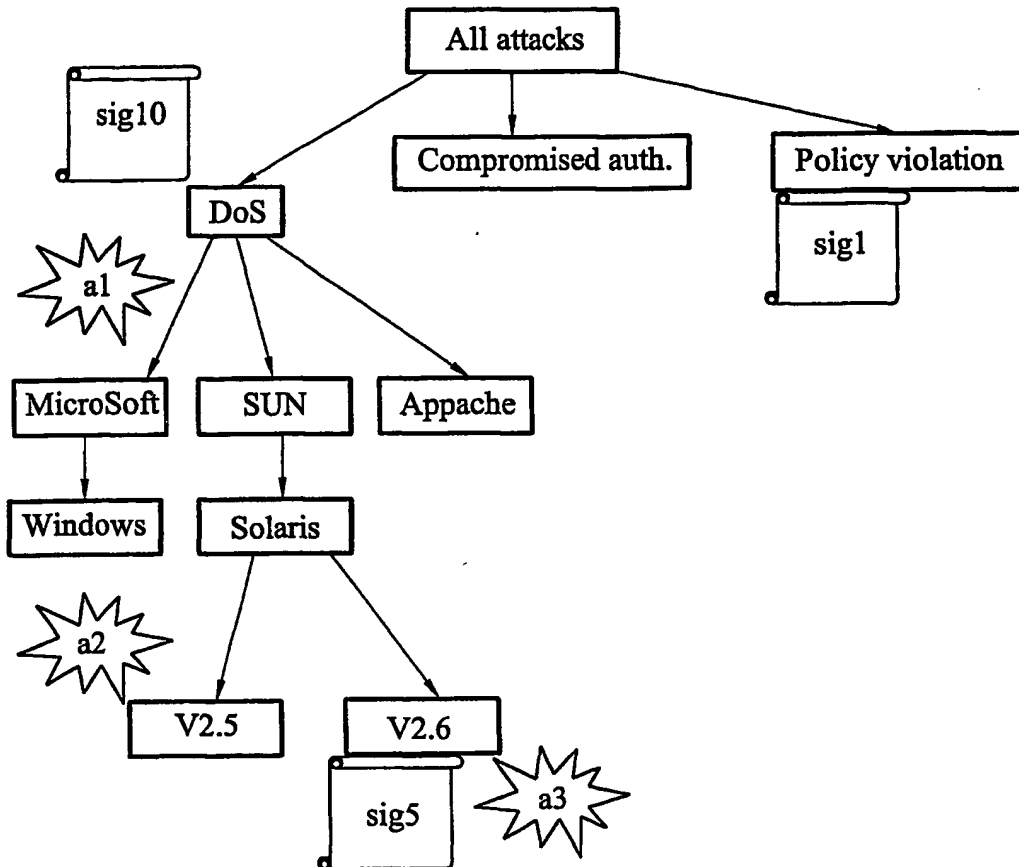 All attacks
sig10
Compromised auth.
Policy violation
DoS
sig1
a1
MicroSoft
SUN
Appache
Windows
Solaris
a2
V2.5
V2.6
a3
sig5